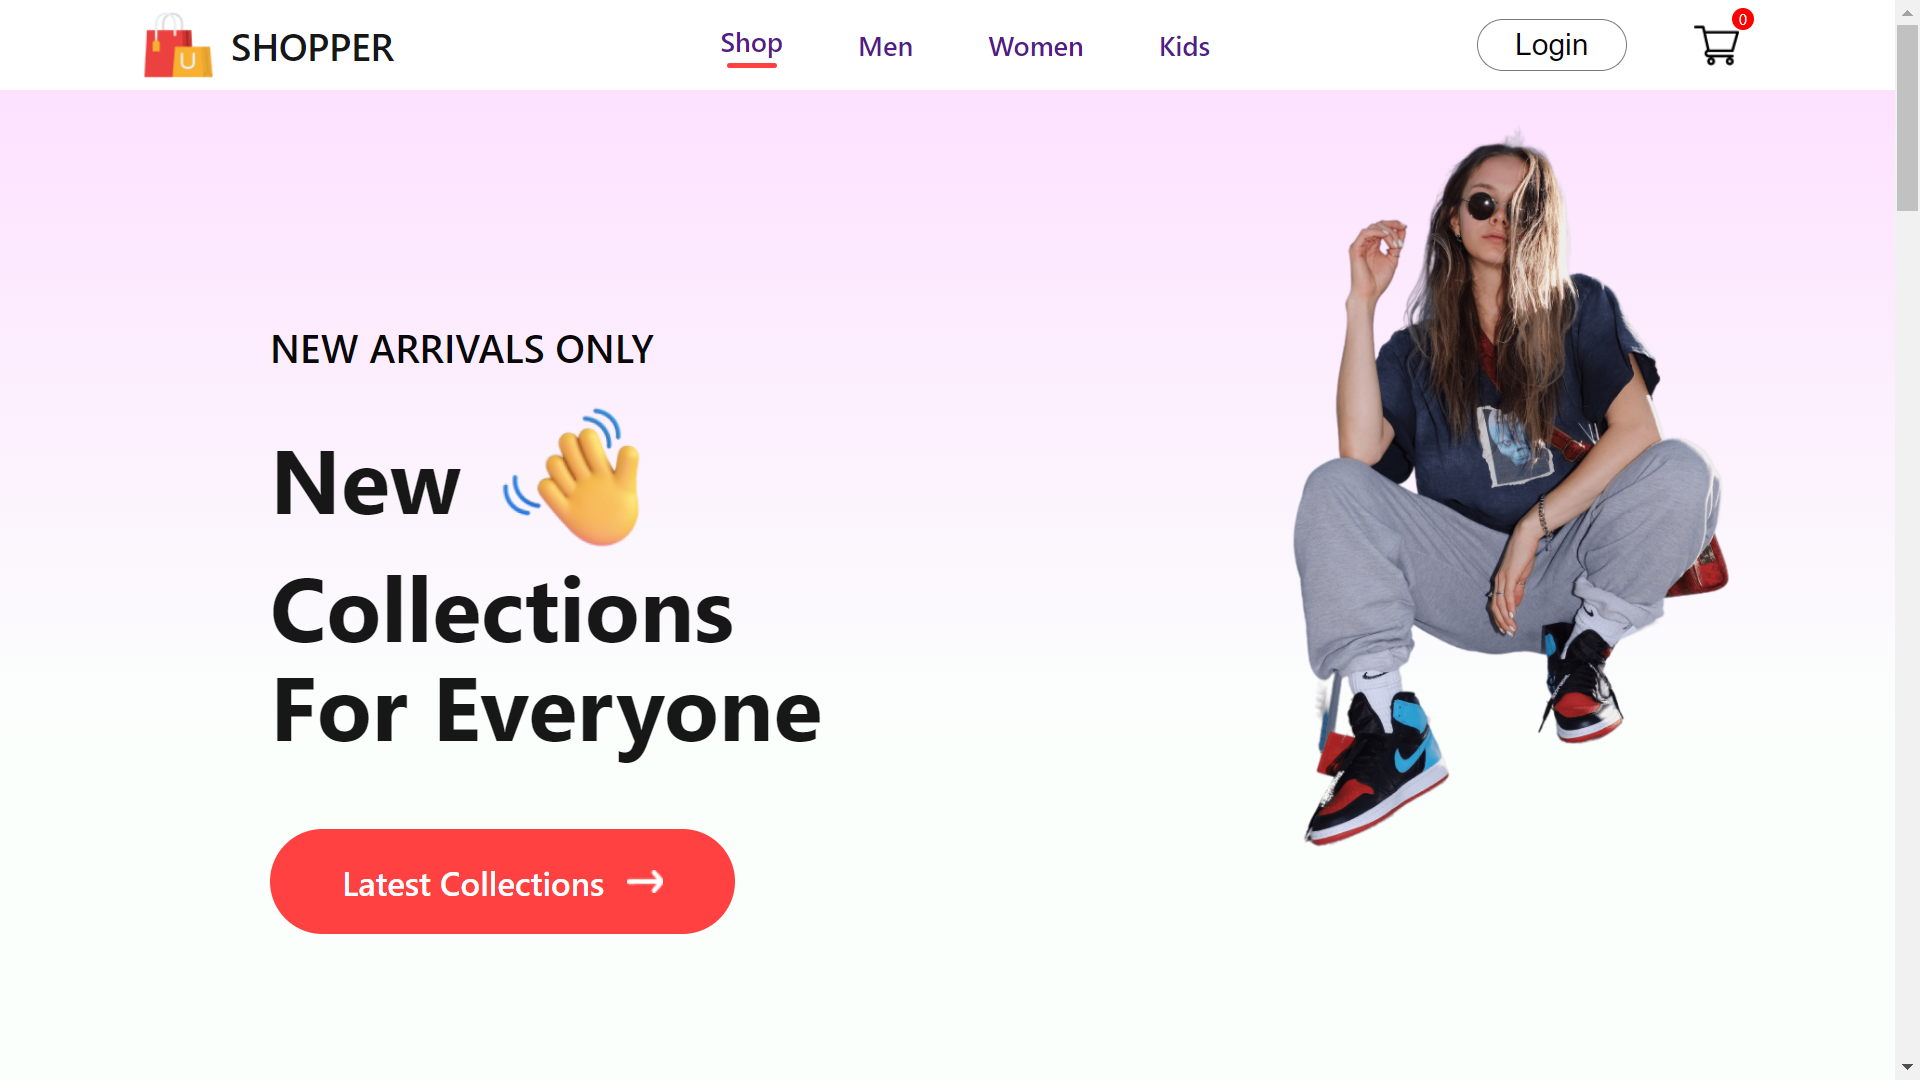 SHOPPER
Shop
Men
Women
Kids
Login
0
NEW ARRIVALS ONLY
New
Collections
For Everyone
Latest Collections